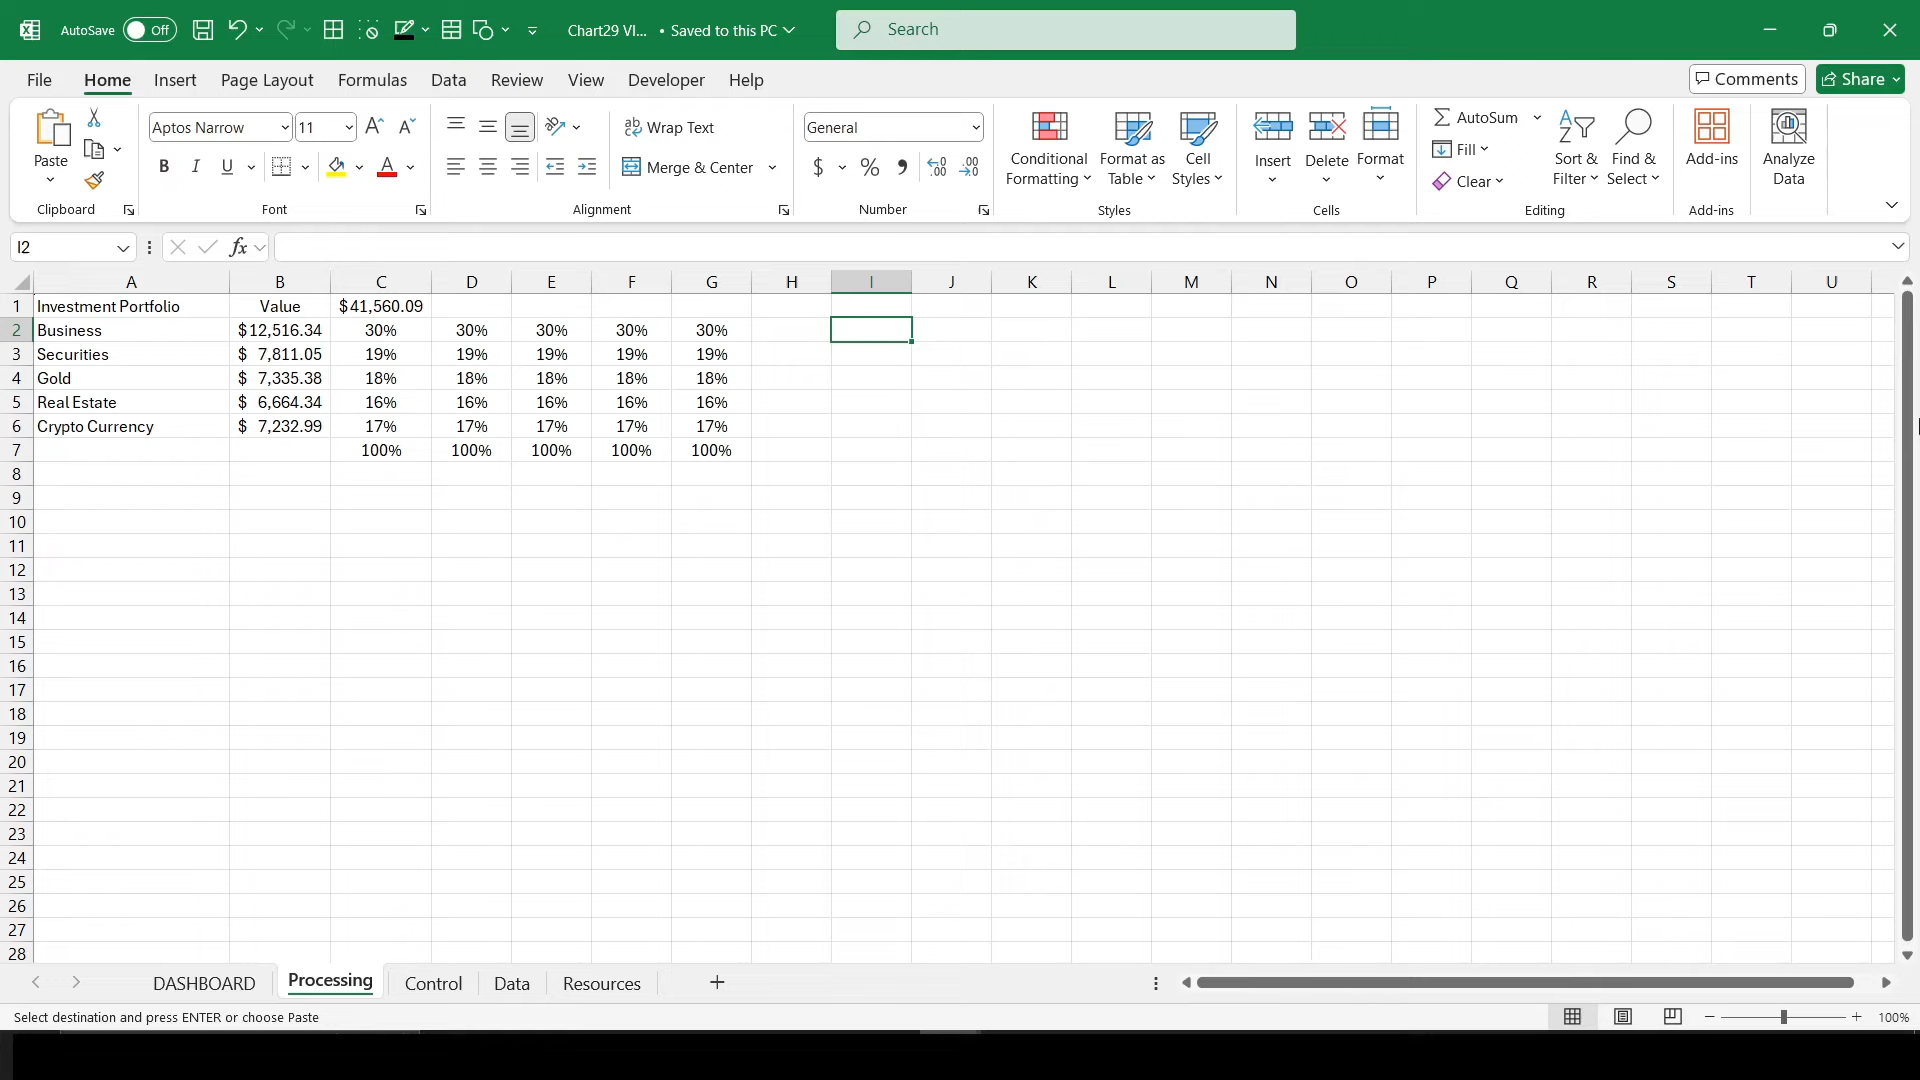 AutoSave Off Chart29 VI... • Saved to this PC Search
File Home Insert Page Layout Formulas Data Review View Developer Help Comments Share
Paste
Clipboard
Aptos Narrow 11
B I U A
Font
ab Wrap Text
Merge & Center
Alignment
General
$ % 9 .00
Number
Conditional Formatting
Format as Table
Cell Styles
Styles
Insert Delete Format
Cells
AutoSum
Fill
Clear
Sort & Filter
Find & Select
Editing
Add-ins
Add-ins
Analyze Data
I2 fx
A B C D E F G H I J K L M N O P Q R S T U
1 Investment Portfolio Value $41,560.09
2 Business $12,516.34 30% 30% 30% 30% 30%
3 Securities $ 7,811.05 19% 19% 19% 19% 19%
4 Gold $ 7,335.38 18% 18% 18% 18% 18%
5 Real Estate $ 6,664.34 16% 16% 16% 16% 16%
6 Crypto Currency $ 7,232.99 17% 17% 17% 17% 17%
7 100% 100% 100% 100% 100%
8
9
10
11
12
13
14
15
16
17
18
19
20
21
22
23
24
25
26
27
28
DASHBOARD Processing Control Data Resources +
Select destination and press ENTER or choose Paste 100%